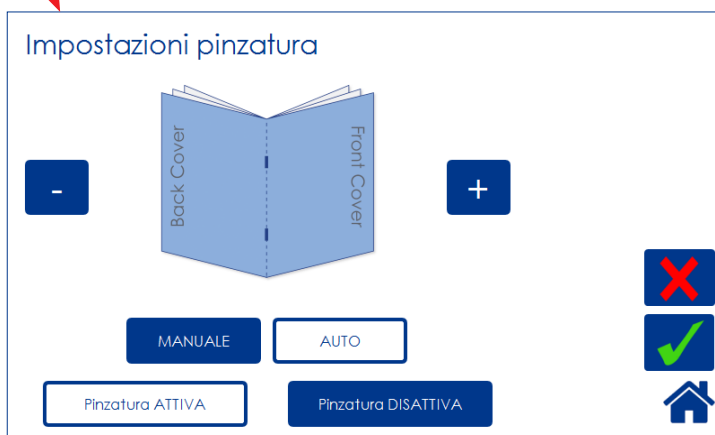 Impostazioni pinzatura
Back Cover
Front Cover
-
+
MANUALE
AUTO
Pinzatura ATTIVA
Pinzatura DISATTIVA